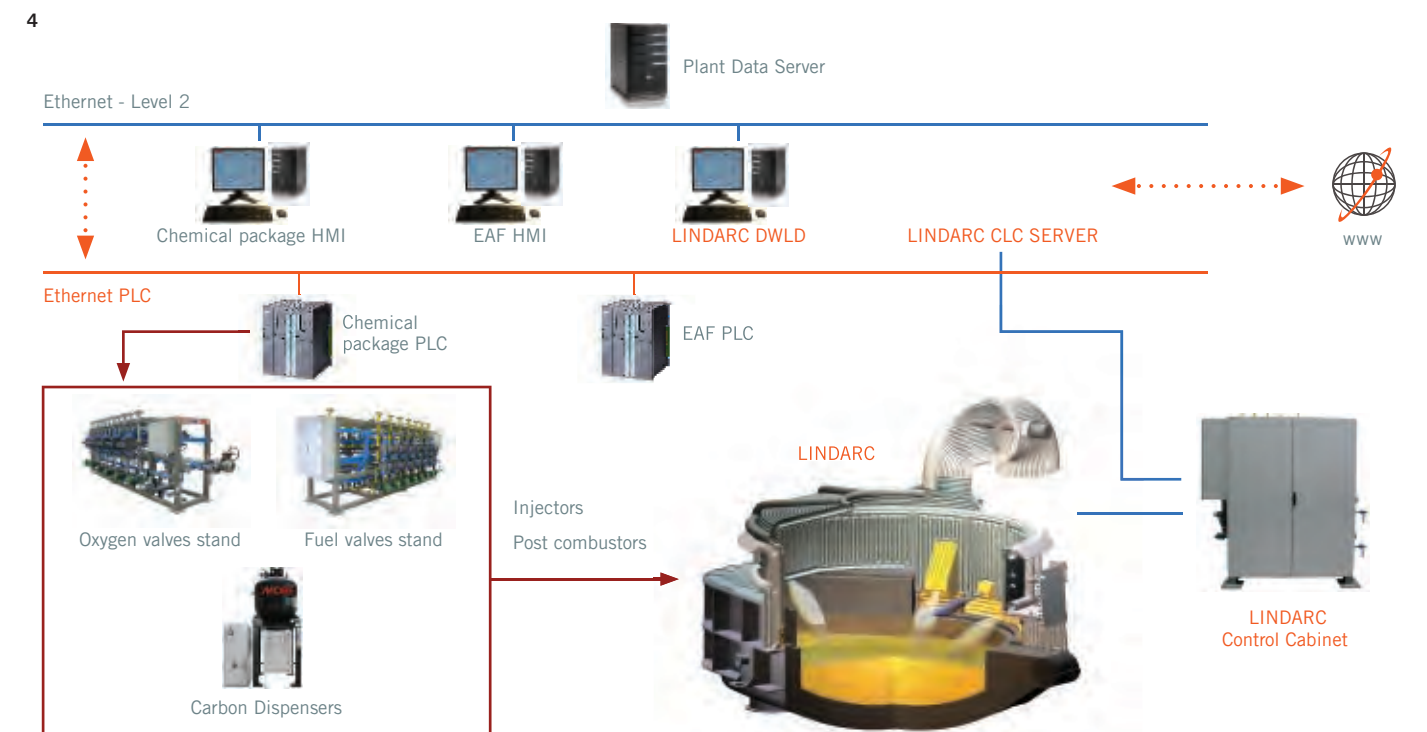 4
Plant Data Server
Ethernet - Level 2
Chemical package HMI
EAF HMI
LINDARC DWLD
LINDARC CLC SERVER
www
Ethernet PLC
Chemical
package PLC
EAF PLC
LINDARC
Oxygen valves stand
Fuel valves stand
Injectors
Post combustors
Carbon Dispensers
LINDARC
Control Cabinet